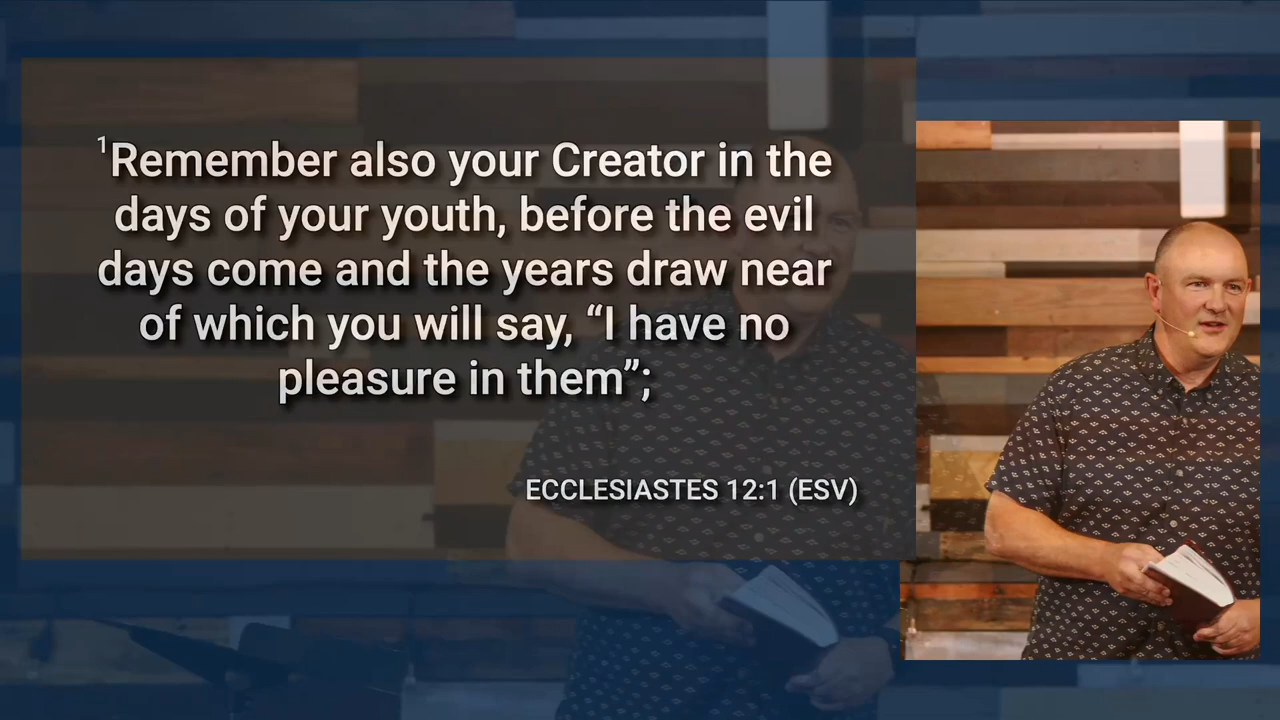 ¹Remember also your Creator in the
days of your youth, before the evil
days come and the years draw near
of which you will say, “I have no
pleasure in them”;
ECCLESIASTES 12:1 (ESV)